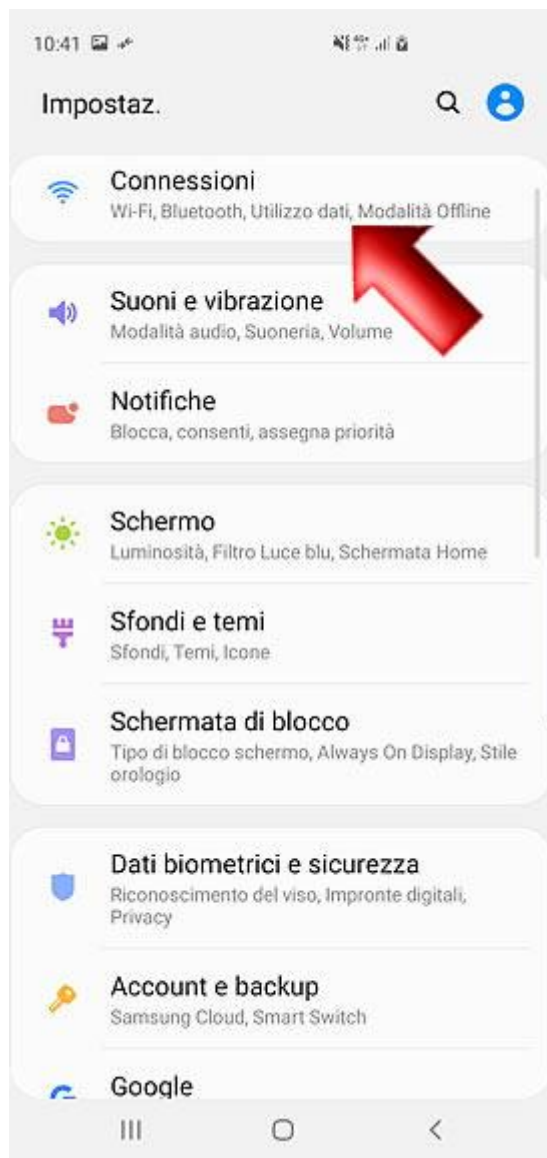 10:41
Impostaz.
Connessioni
Wi-Fi, Bluetooth, Utilizzo dati, Modalità Offline
Suoni e vibrazione
Modalità audio, Suoneria, Volume
Notifiche
Blocca, consenti, assegna priorità
Schermo
Luminosità, Filtro Luce blu, Schermata Home
Sfondi e temi
Sfondi, Temi, Icone
Schermata di blocco
Tipo di blocco schermo, Always On Display, Stile
orologio
Dati biometrici e sicurezza
Riconoscimento del viso, Impronte digitali,
Privacy
Account e backup
Samsung Cloud, Smart Switch
Google